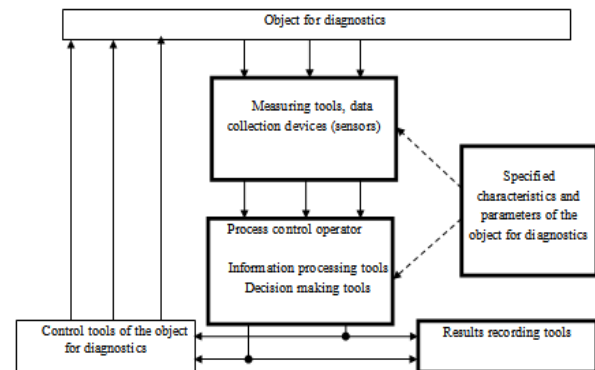 Object for diagnostics
Measuring tools, data
collection devices (sensors)
Specified
characteristics and
parameters of the
object for diagnostics
Process control operator
Information processing tools
Decision making tools
Control tools of the object
for diagnostics
Results recording tools